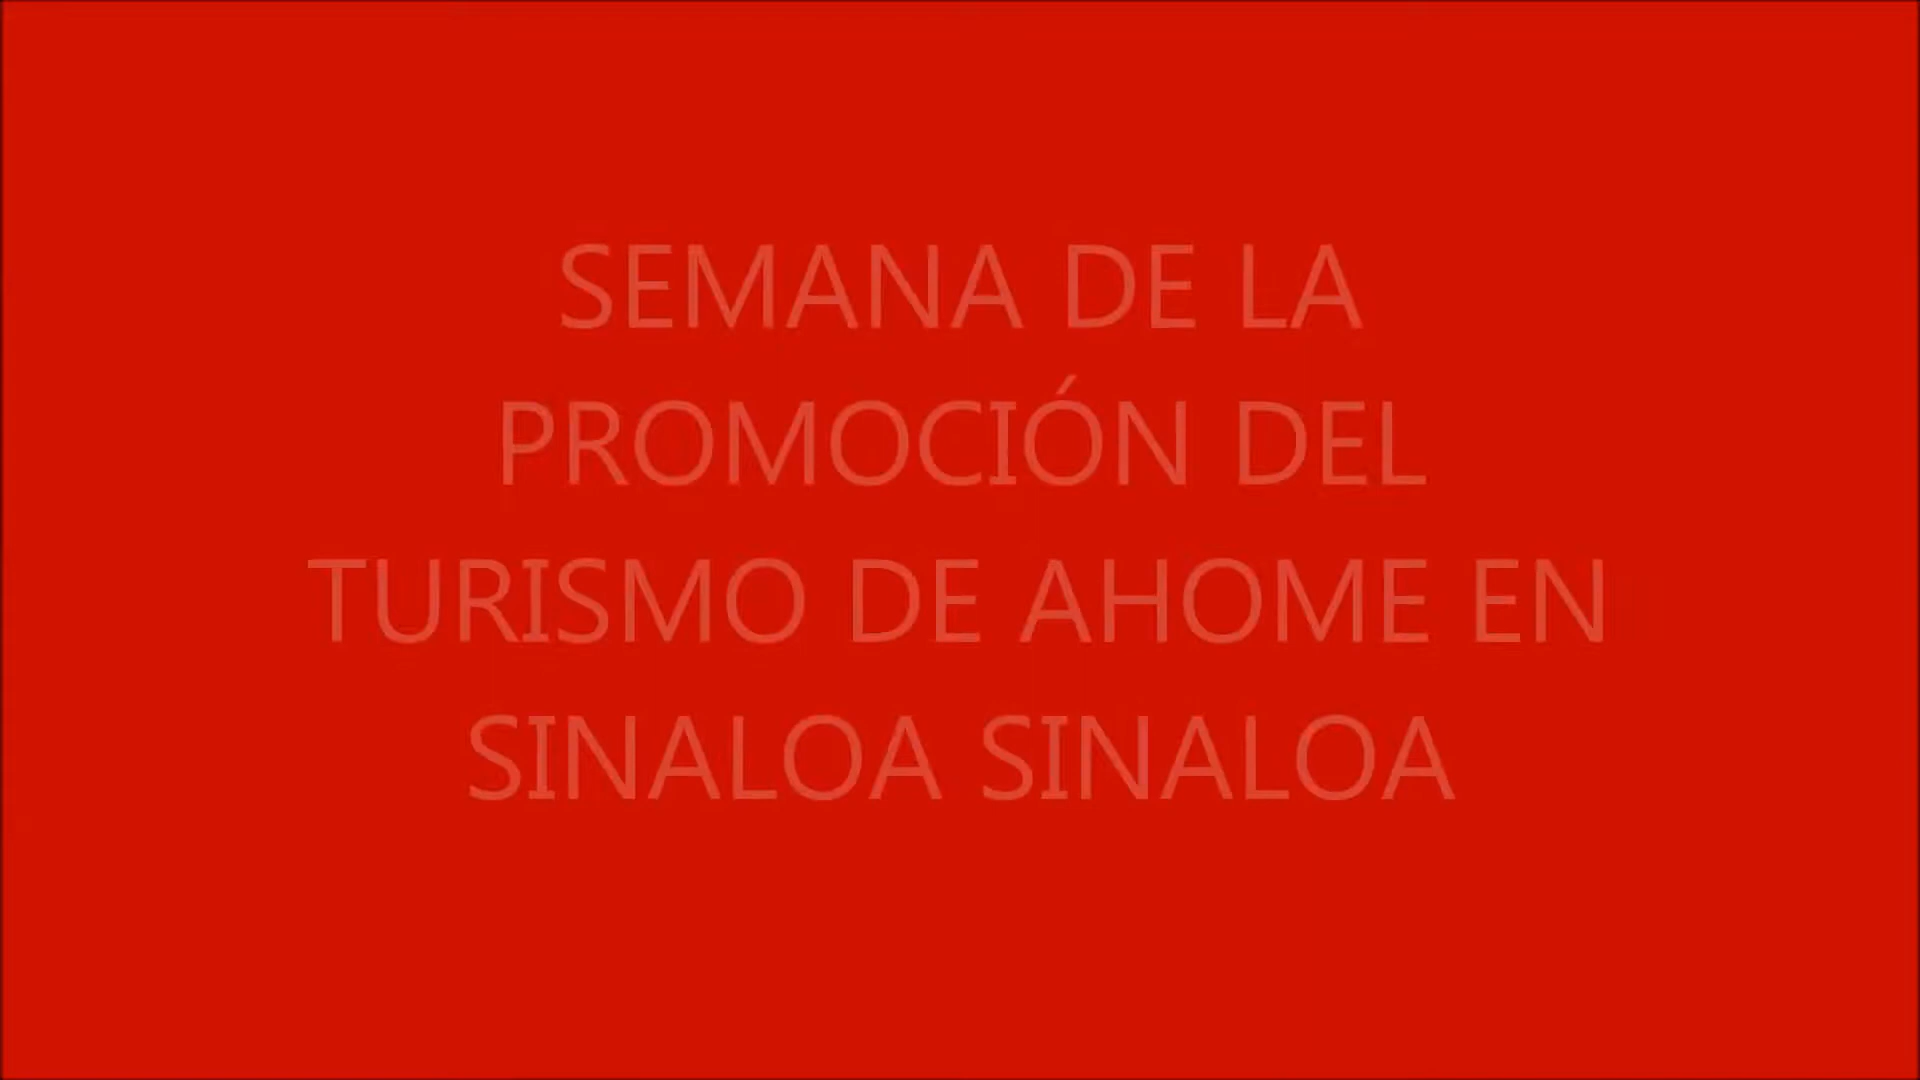 SEMANA DE LA
PROMOCIÓN DEL
TURISMO DE AHOME EN
SINALOA SINALOA